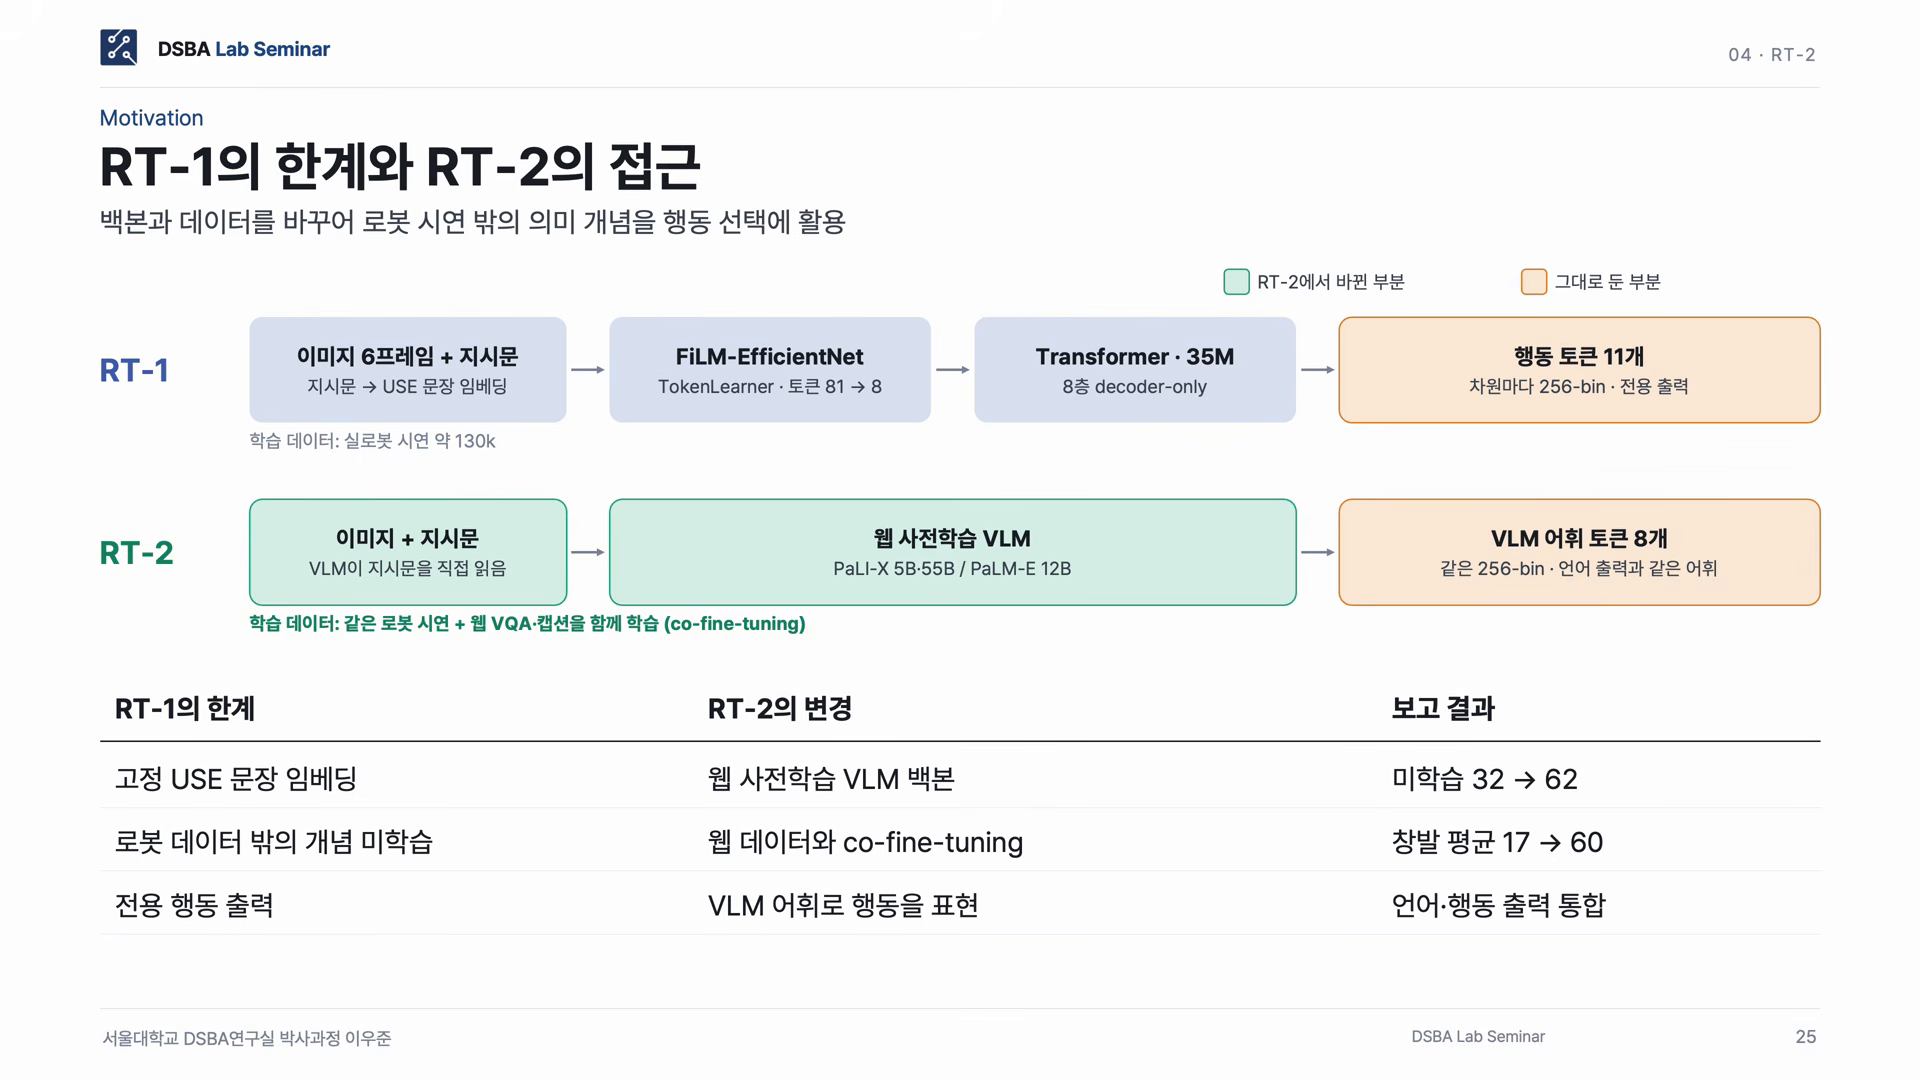 DSBA Lab Seminar
04 · RT-2
Motivation
RT-1의 한계와 RT-2의 접근
백본과 데이터를 바꾸어 로봇 시연 밖의 의미 개념을 행동 선택에 활용
RT-2에서 바뀐 부분
그대로 둔 부분
RT-1
이미지 6프레임 + 지시문
지시문 → USE 문장 임베딩
FiLM-EfficientNet
TokenLearner · 토큰 81 → 8
Transformer · 35M
8층 decoder-only
행동 토큰 11개
차원마다 256-bin · 전용 출력
학습 데이터: 실로봇 시연 약 130k
RT-2
이미지 + 지시문
VLM이 지시문을 직접 읽음
웹 사전학습 VLM
PaLI-X 5B·55B / PaLM-E 12B
VLM 어휘 토큰 8개
같은 256-bin · 언어 출력과 같은 어휘
학습 데이터: 같은 로봇 시연 + 웹 VQA·캡션을 함께 학습 (co-fine-tuning)
RT-1의 한계
RT-2의 변경
보고 결과
고정 USE 문장 임베딩
웹 사전학습 VLM 백본
미학습 32 → 62
로봇 데이터 밖의 개념 미학습
웹 데이터와 co-fine-tuning
창발 평균 17 → 60
전용 행동 출력
VLM 어휘로 행동을 표현
언어·행동 출력 통합
서울대학교 DSBA연구실 박사과정 이우준
DSBA Lab Seminar
25